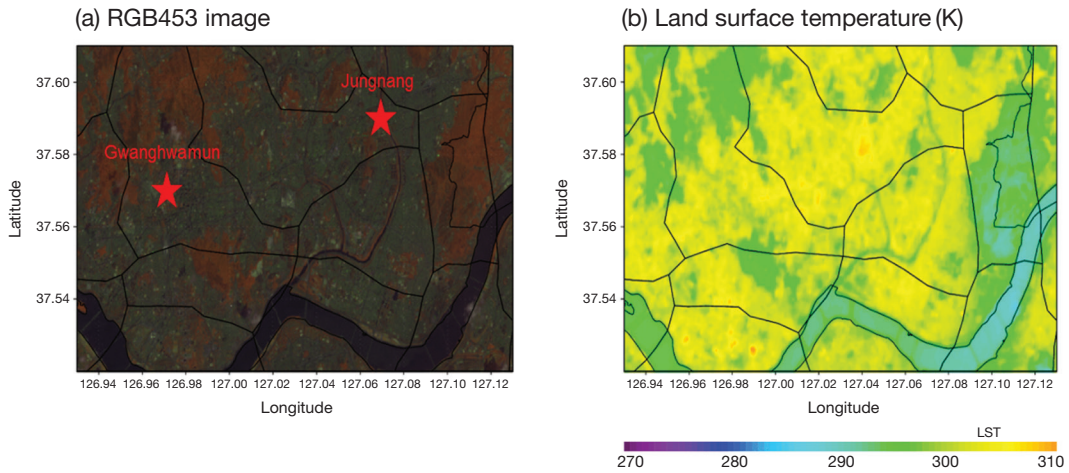 (a) RGB453 image
(b) Land surface temperature (K)
Jungnang
Gwanghwamun
37.60
37.58
37.56
37.54
Latitude
126.94 126.96 126.98 127.00 127.02 127.04 127.06 127.08 127.10 127.12
Longitude
37.60
37.58
37.56
37.54
Latitude
126.94 126.96 126.98 127.00 127.02 127.04 127.06 127.08 127.10 127.12
Longitude
LST
270 280 290 300 310